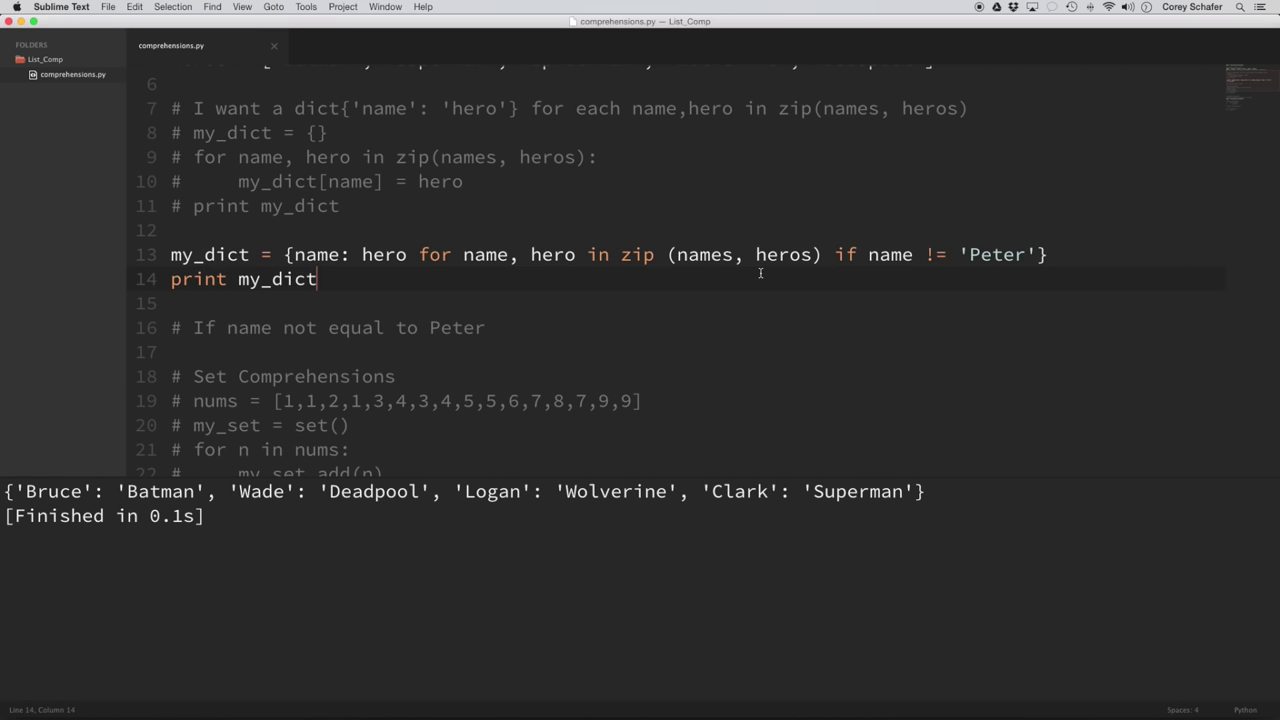 Sublime Text File Edit Selection Find View Goto Tools Project Window Help Corey Schafer
comprehensions.py — List_Comp
FOLDERS
List_Comp
comprehensions.py
comprehensions.py
6
7 # I want a dict{'name': 'hero'} for each name,hero in zip(names, heros)
8 # my_dict = {}
9 # for name, hero in zip(names, heros):
10 #     my_dict[name] = hero
11 # print my_dict
12
13 my_dict = {name: hero for name, hero in zip (names, heros) if name != 'Peter'}
14 print my_dict
15
16 # If name not equal to Peter
17
18 # Set Comprehensions
19 # nums = [1,1,2,1,3,4,3,4,5,5,6,7,8,7,9,9]
20 # my_set = set()
21 # for n in nums:
22 #     my_set.add(n)
{'Bruce': 'Batman', 'Wade': 'Deadpool', 'Logan': 'Wolverine', 'Clark': 'Superman'}
[Finished in 0.1s]
Line 14, Column 14 Spaces: 4 Python